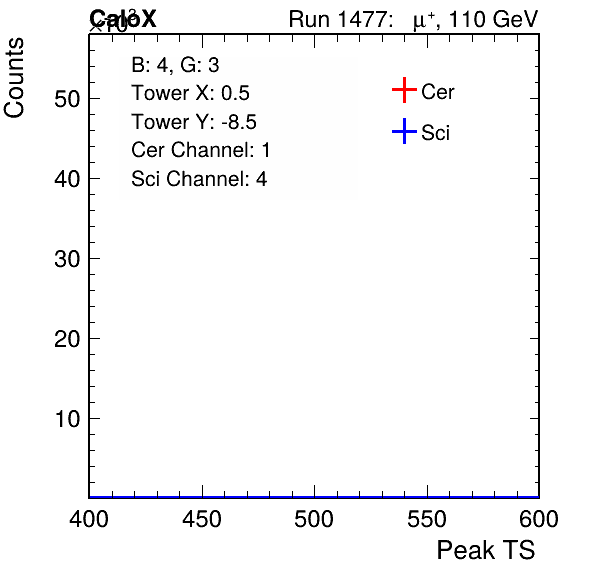 CaloX Run 1477: μ⁺, 110 GeV
×10³
Counts
B: 4, G: 3
Tower X: 0.5
Tower Y: -8.5
Cer Channel: 1
Sci Channel: 4
Cer
Sci
50
40
30
20
10
400 450 500 550 600
Peak TS